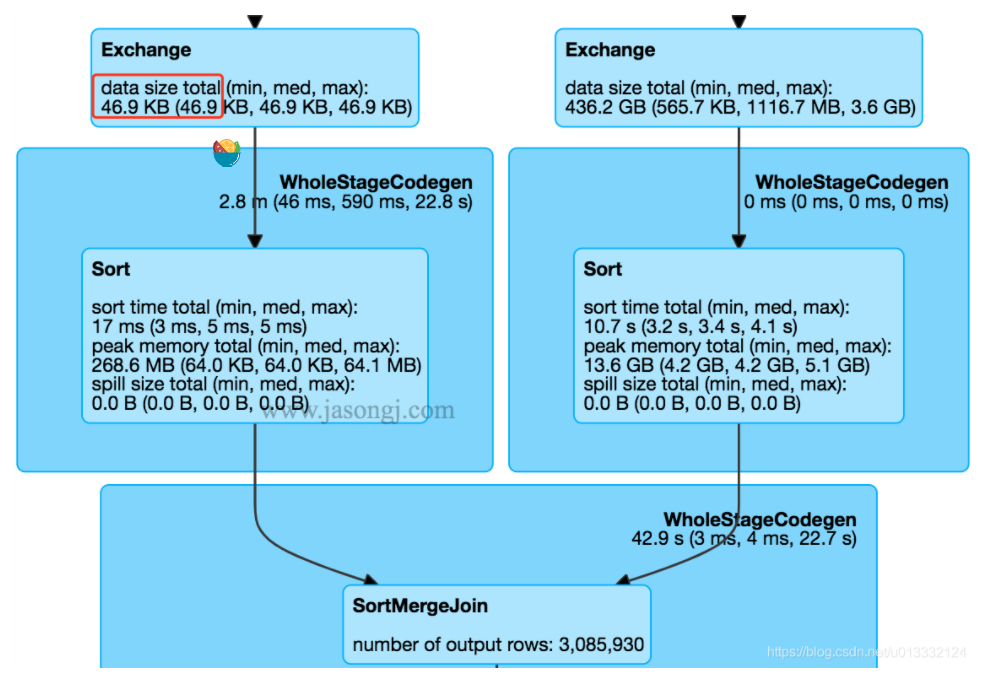 Exchange
data size total (min, med, max):
46.9 KB (46.9 KB, 46.9 KB, 46.9 KB)
Exchange
data size total (min, med, max):
436.2 GB (565.7 KB, 1116.7 MB, 3.6 GB)
WholeStageCodegen
2.8 m (46 ms, 590 ms, 22.8 s)
WholeStageCodegen
0 ms (0 ms, 0 ms, 0 ms)
Sort
sort time total (min, med, max):
17 ms (3 ms, 5 ms, 5 ms)
peak memory total (min, med, max):
268.6 MB (64.0 KB, 64.0 KB, 64.1 MB)
spill size total (min, med, max):
0.0 B (0.0 B, 0.0 B, 0.0 B)
www.jasongj.com
Sort
sort time total (min, med, max):
10.7 s (3.2 s, 3.4 s, 4.1 s)
peak memory total (min, med, max):
13.6 GB (4.2 GB, 4.2 GB, 5.1 GB)
spill size total (min, med, max):
0.0 B (0.0 B, 0.0 B, 0.0 B)
WholeStageCodegen
42.9 s (3 ms, 4 ms, 22.7 s)
SortMergeJoin
number of output rows: 3,085,930
https://blog.csdn.net/u013332124